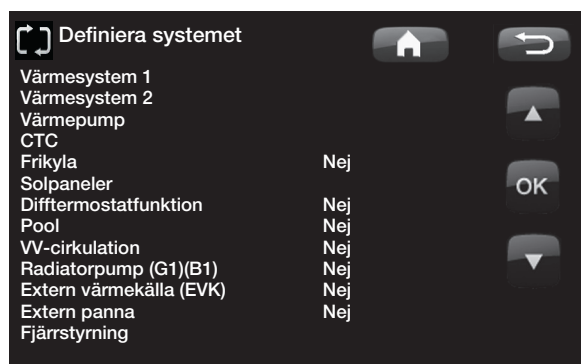 Definiera systemet
Värmesystem 1
Värmesystem 2
Värmepump
CTC
Frikyla Nej
Solpaneler
Difftermostatfunktion Nej
Pool Nej
VV-cirkulation Nej
Radiatorpump (G1)(B1) Nej
Extern värmekälla (EVK) Nej
Extern panna Nej
Fjärrstyrning
OK